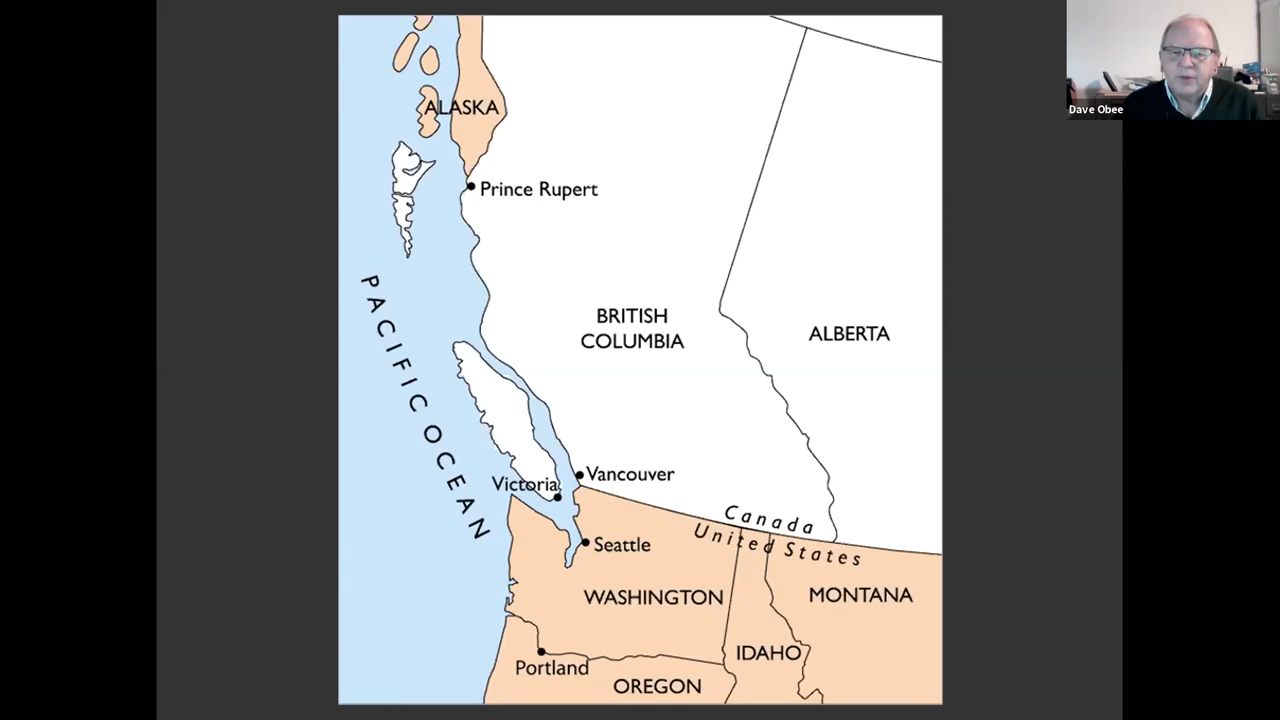 Dave Obee
ALASKA
Prince Rupert
PACIFIC OCEAN
BRITISH
COLUMBIA
ALBERTA
Vancouver
Victoria
Canada
United States
Seattle
WASHINGTON
MONTANA
IDAHO
Portland
OREGON